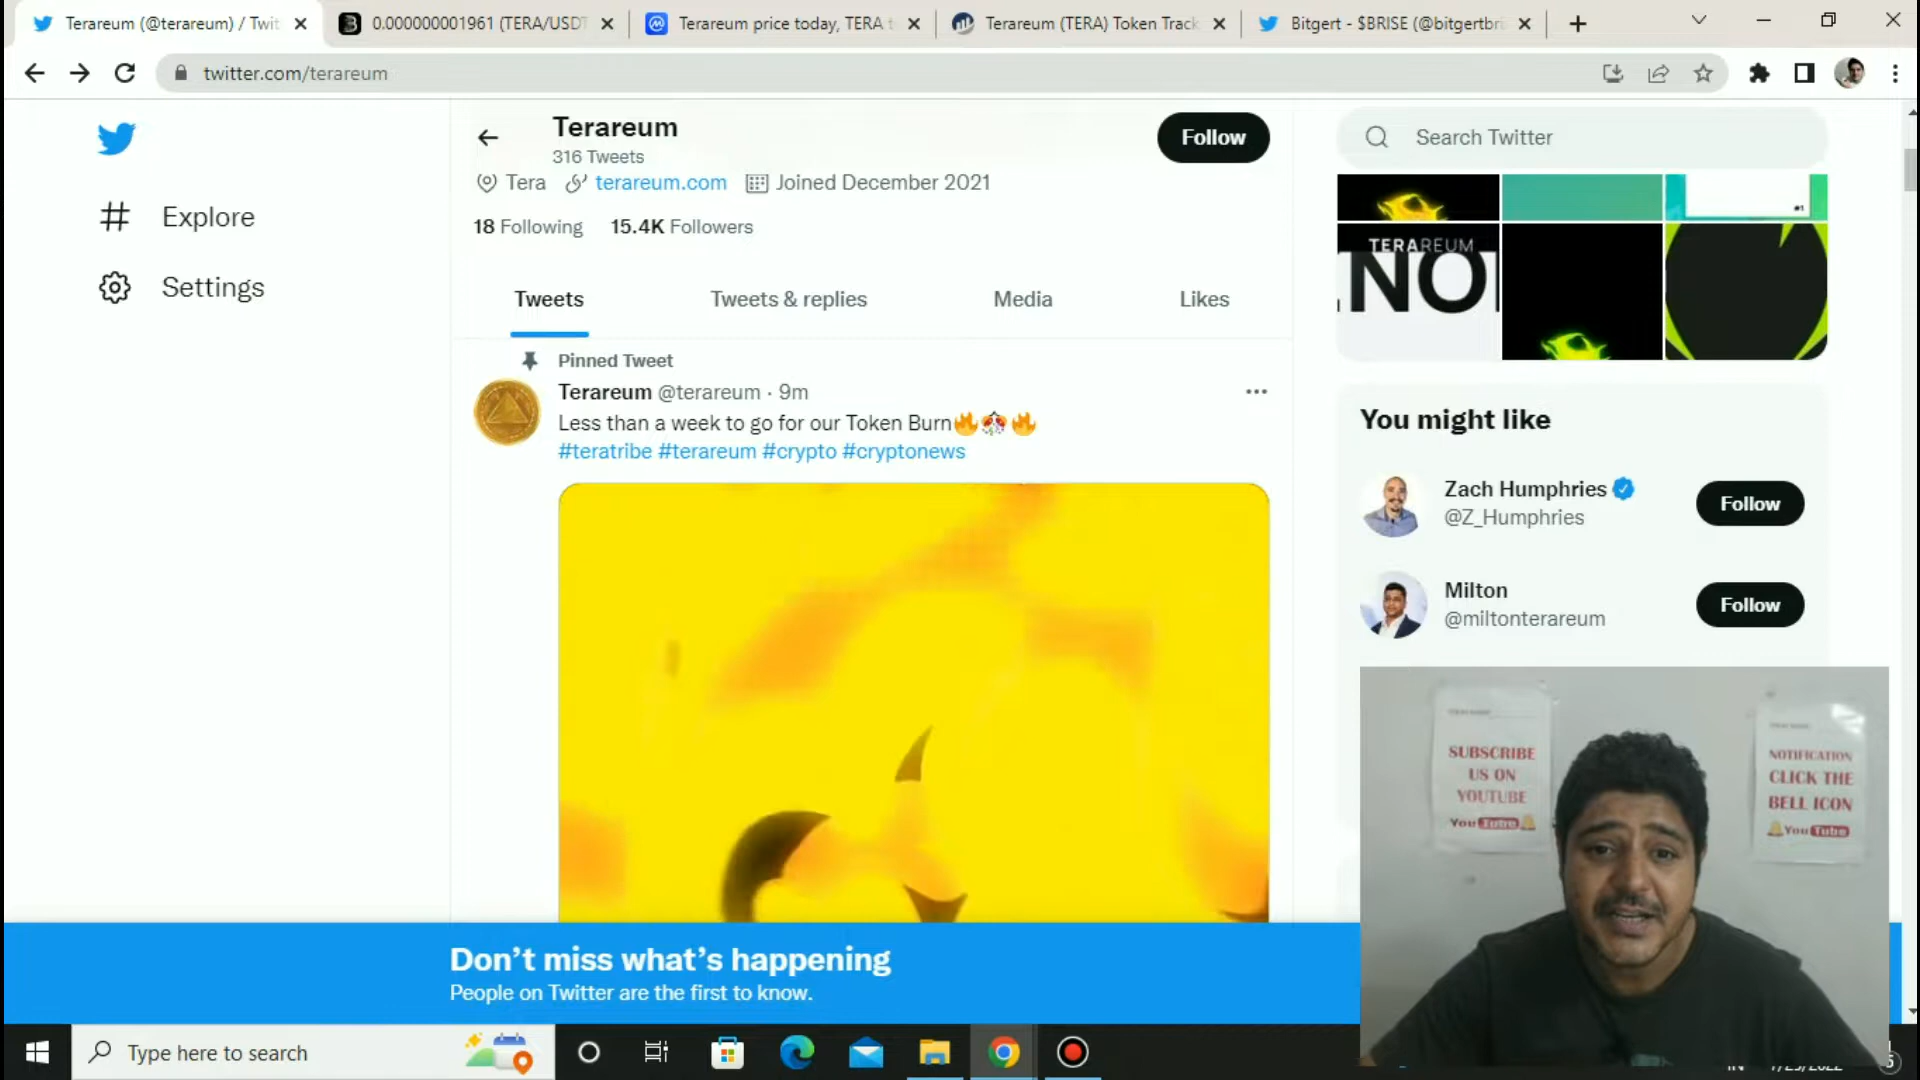 Terareum (@terareum) / Twit
0.000000001961 (TERA/USDT
Terareum price today, TERA t
Terareum (TERA) Token Track
Bitgert - $BRISE (@bitgertbri
twitter.com/terareum
Terareum
316 Tweets
Follow
Search Twitter
Tera terareum.com Joined December 2021
18 Following 15.4K Followers
Explore
Settings
Tweets
Tweets & replies
Media
Likes
TERAREUM
NO
#1
Pinned Tweet
Terareum @terareum · 9m
Less than a week to go for our Token Burn🔥🎊🔥
#teratribe #terareum #crypto #cryptonews
You might like
Zach Humphries
@Z_Humphries
Follow
Milton
@miltonterareum
Follow
SUBSCRIBE
US ON
YOUTUBE
YouTube
NOTIFICATION
CLICK THE
BELL ICON
YouTube
Don't miss what's happening
People on Twitter are the first to know.
Type here to search